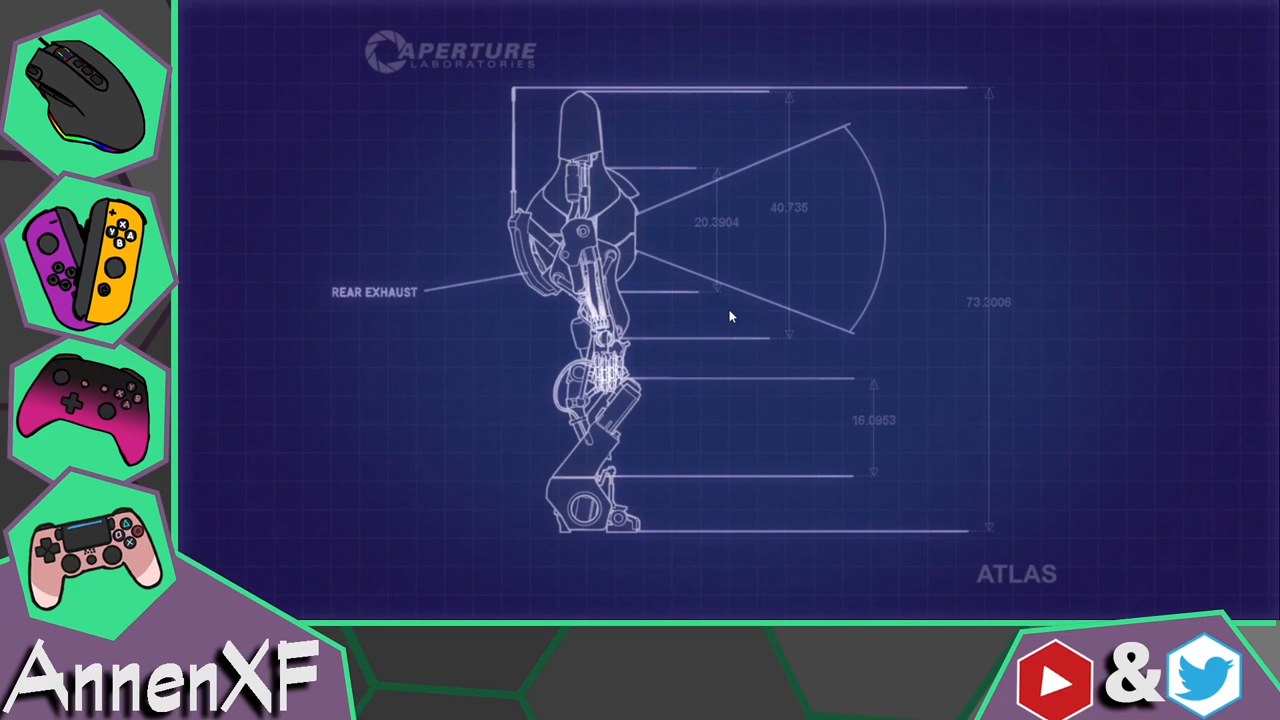 APERTURE
LABORATORIES
20.3904
40.735
REAR EXHAUST
73.3006
16.0953
ATLAS
AnnenXF
&